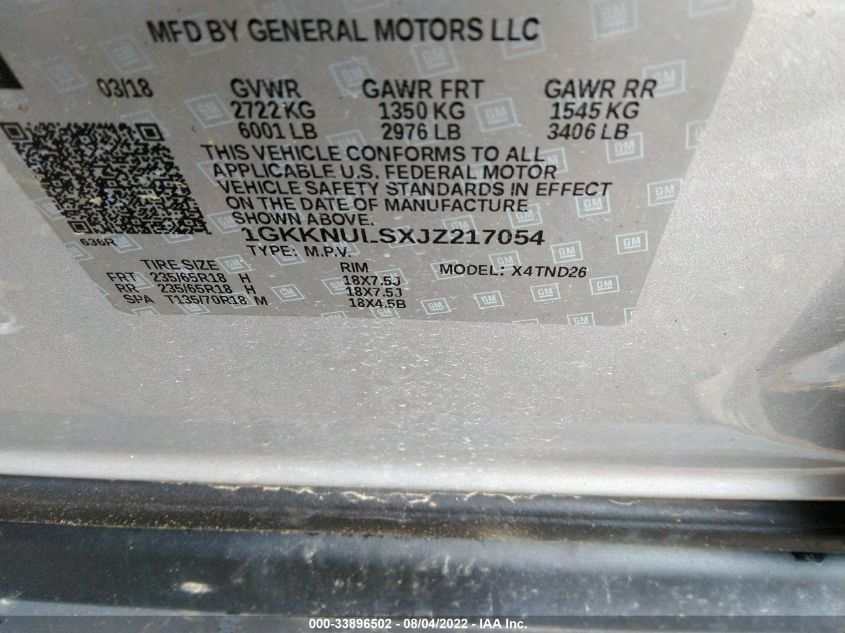 MFD BY GENERAL MOTORS LLC
03/18 GVWR GAWR FRT GAWR RR
2722 KG 1350 KG 1545 KG
6001 LB 2976 LB 3406 LB
THIS VEHICLE CONFORMS TO ALL
APPLICABLE U.S. FEDERAL MOTOR
VEHICLE SAFETY STANDARDS IN EFFECT
ON THE DATE OF MANUFACTURE
SHOWN ABOVE.
636R 1GKKNULSXJZ217054
TYPE: M.P.V. MODEL: X4TND26
TIRE SIZE RIM
FRT 235/65R18 H 18X7.5J
RR 235/65R18 H 18X7.5J
SPA T135/70R18 M 18X4.5B
GM
000-33896502 - 08/04/2022 - IAA Inc.